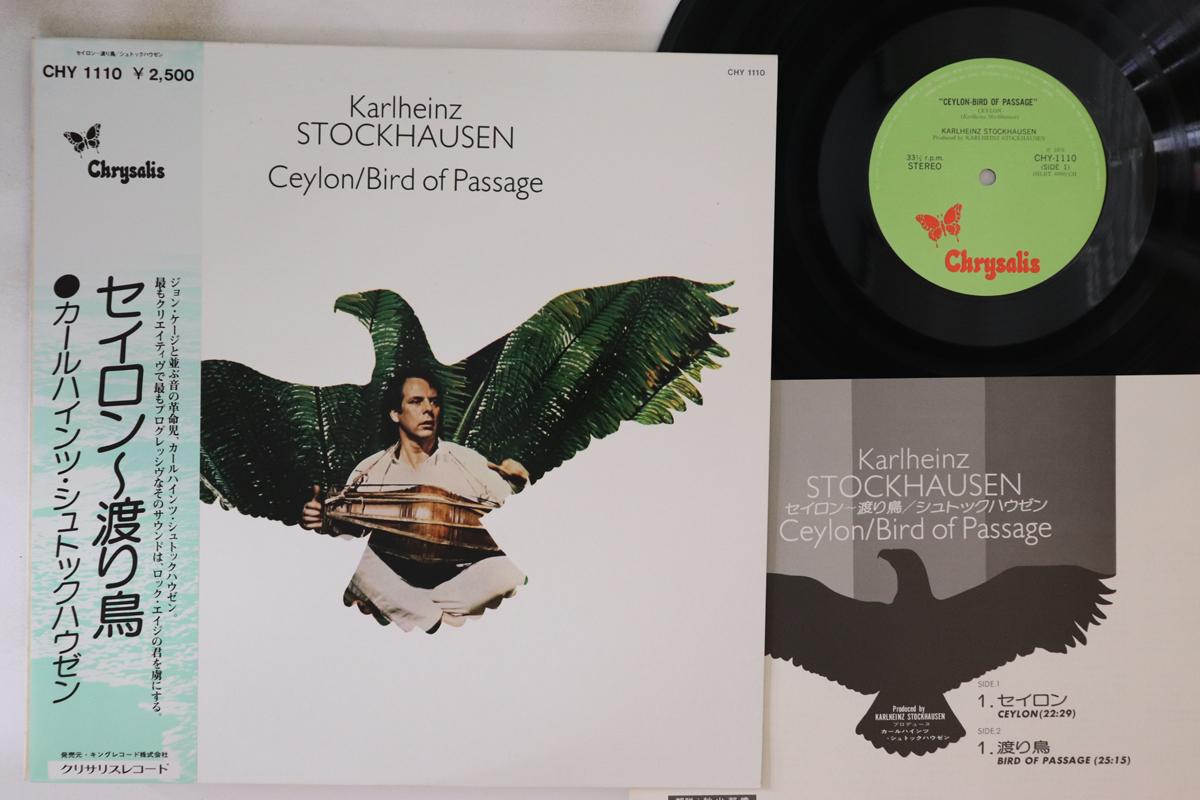 セイロン〜渡り鳥/シュトックハウゼン
CHY 1110 ¥2,500
Chrysalis
ジョン・ケージと並ぶ音の革命児、カールハインツ・シュトックハウゼン。
最もクリエイティヴで最もプログレッシヴなそのサウンドは、ロック・エイジの君を虜にする。
セイロン〜渡り鳥
●カールハインツ・シュトックハウゼン
発売元・キングレコード株式会社
クリサリスレコード
CHY 1110
Karlheinz
STOCKHAUSEN
Ceylon/Bird of Passage
"CEYLON-BIRD OF PASSAGE"
CEYLON
(Karlheinz Stockhausen)
KARLHEINZ STOCKHAUSEN
Produced by KARLHEINZ STOCKHAUSEN
33⅓ r.p.m.
STEREO
CHY-1110
(SIDE 1)
Chrysalis
Karlheinz
STOCKHAUSEN
セイロン〜渡り鳥/シュトックハウゼン
Ceylon/Bird of Passage
Produced by
KARLHEINZ STOCKHAUSEN
プロデュース
カールハインツ
・シュトックハウゼン
SIDE.1
1.セイロン
CEYLON(22:29)
SIDE.2
1.渡り鳥
BIRD OF PASSAGE (25:15)